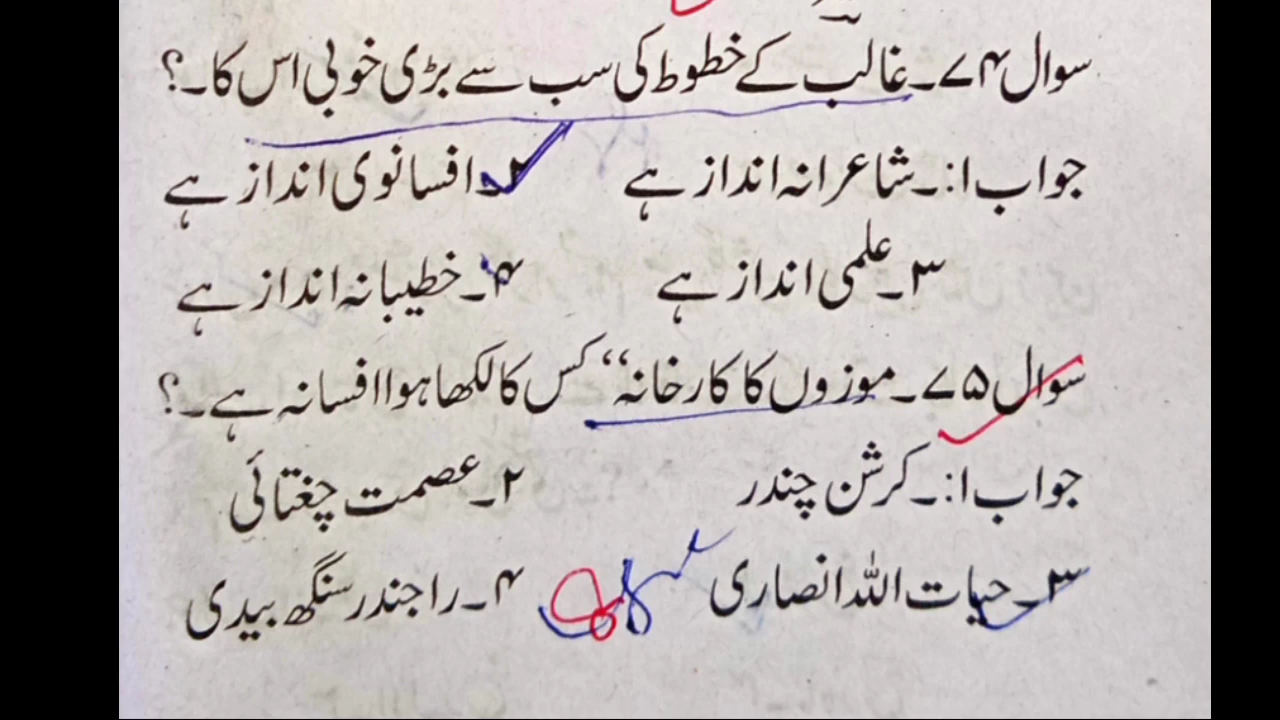 سوال ۷۴۔ غالب کے خطوط کی سب سے بڑی خوبی اس کا۔؟
جواب ۱:۔ شاعرانہ انداز ہے ۲۔ افسانوی انداز ہے
۳۔ علمی انداز ہے ۴۔ خطیبانہ انداز ہے
سوال ۷۵۔ موزوں کا کارخانہ‘‘ کس کا لکھا ہوا افسانہ ہے۔؟
جواب ۱:۔ کرشن چندر ۲۔ عصمت چغتائی
۳۔ حیات اللہ انصاری ۴۔ راجندر سنگھ بیدی